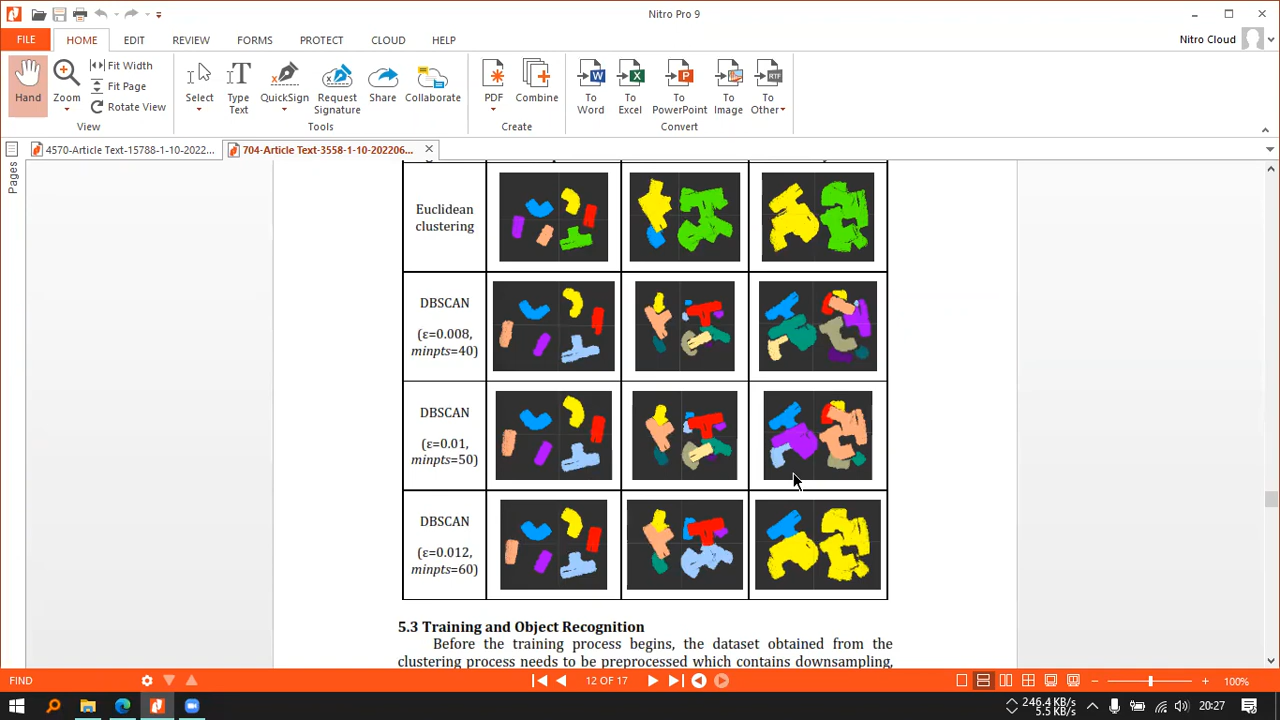 Nitro Pro 9
FILE HOME EDIT REVIEW FORMS PROTECT CLOUD HELP Nitro Cloud
Hand Zoom Fit Width Fit Page Rotate View Select Type Text QuickSign Request Signature Share Collaborate PDF Combine To Word To Excel To PowerPoint To Image To Other
View Tools Create Convert
4570-Article Text-15788-1-10-2022... 704-Article Text-3558-1-10-202206...
Pages
Euclidean
clustering
DBSCAN
(ε=0.008,
minpts=40)
DBSCAN
(ε=0.01,
minpts=50)
DBSCAN
(ε=0.012,
minpts=60)
5.3 Training and Object Recognition
Before the training process begins, the dataset obtained from the
clustering process needs to be preprocessed which contains downsampling,
FIND 12 OF 17 100%
246.4 KB/s
5.5 KB/s
20:27